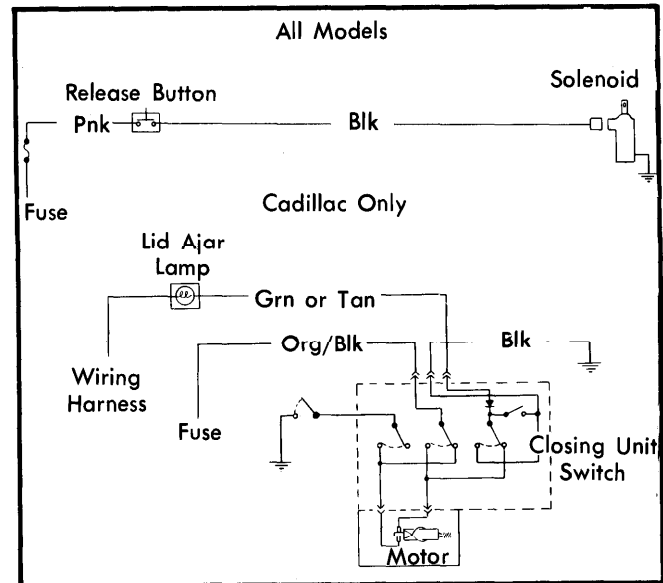 All Models
Solenoid
Release Button
Pnk
Blk
Fuse
Cadillac Only
Lid Ajar
Lamp
Grn or Tan
Org/Blk
Blk
Wiring
Harness
Fuse
Closing Unit
Switch
Motor